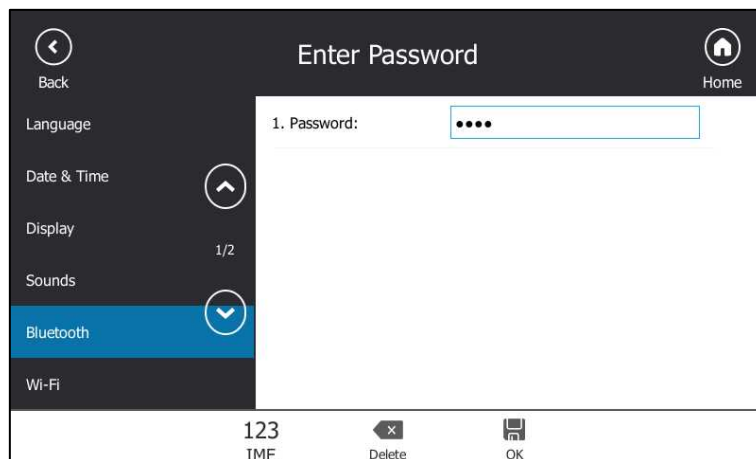 Enter Password
Back
Home
Language
1. Password: ••••
Date & Time
Display
1/2
Sounds
Bluetooth
Wi-Fi
123
IME
Delete
OK